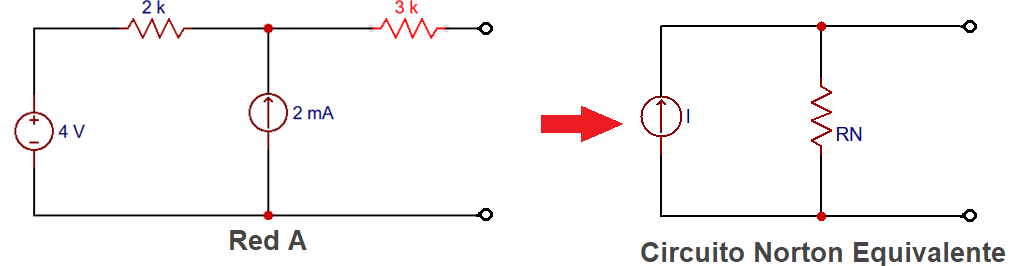 2 k
3 k
4 V
2 mA
Red A
I
RN
Circuito Norton Equivalente